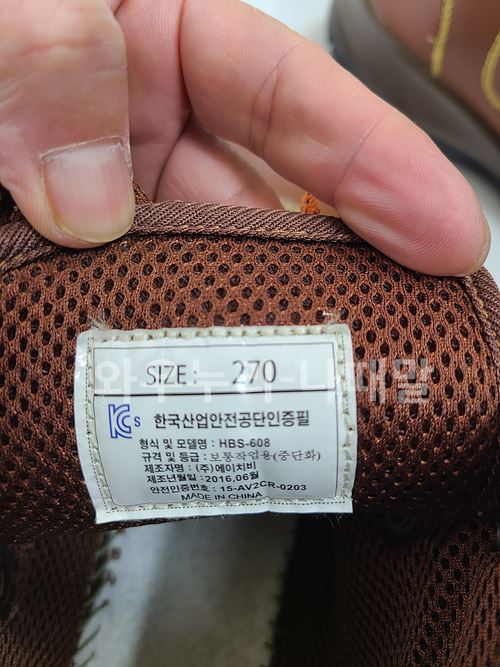 SIZE : 270
KCs 한국산업안전공단인증필
형식 및 모델명 : HBS-608
규격 및 등급 : 보통작업용(중단화)
제조자명 : (주)에이치비
제조년월일 : 2016,06월
안전인증번호 : 15-AV2CR-0203
MADE IN CHINA